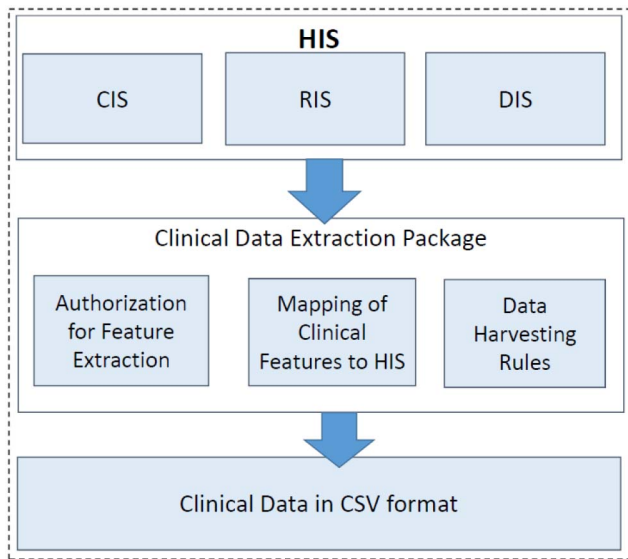 HIS
CIS
RIS
DIS
Clinical Data Extraction Package
Authorization
for Feature
Extraction
Mapping of
Clinical
Features to HIS
Data
Harvesting
Rules
Clinical Data in CSV format